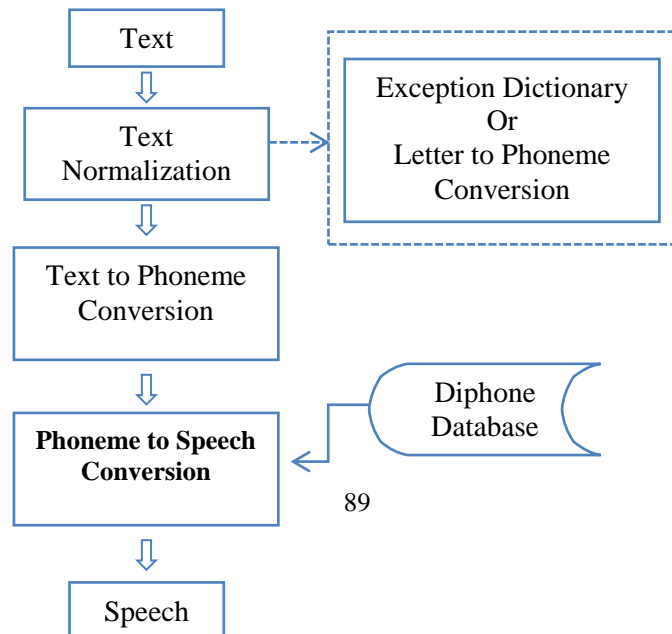 Text
Text
Normalization
Exception Dictionary
Or
Letter to Phoneme
Conversion
Text to Phoneme
Conversion
Phoneme to Speech
Conversion
Diphone
Database
89
Speech